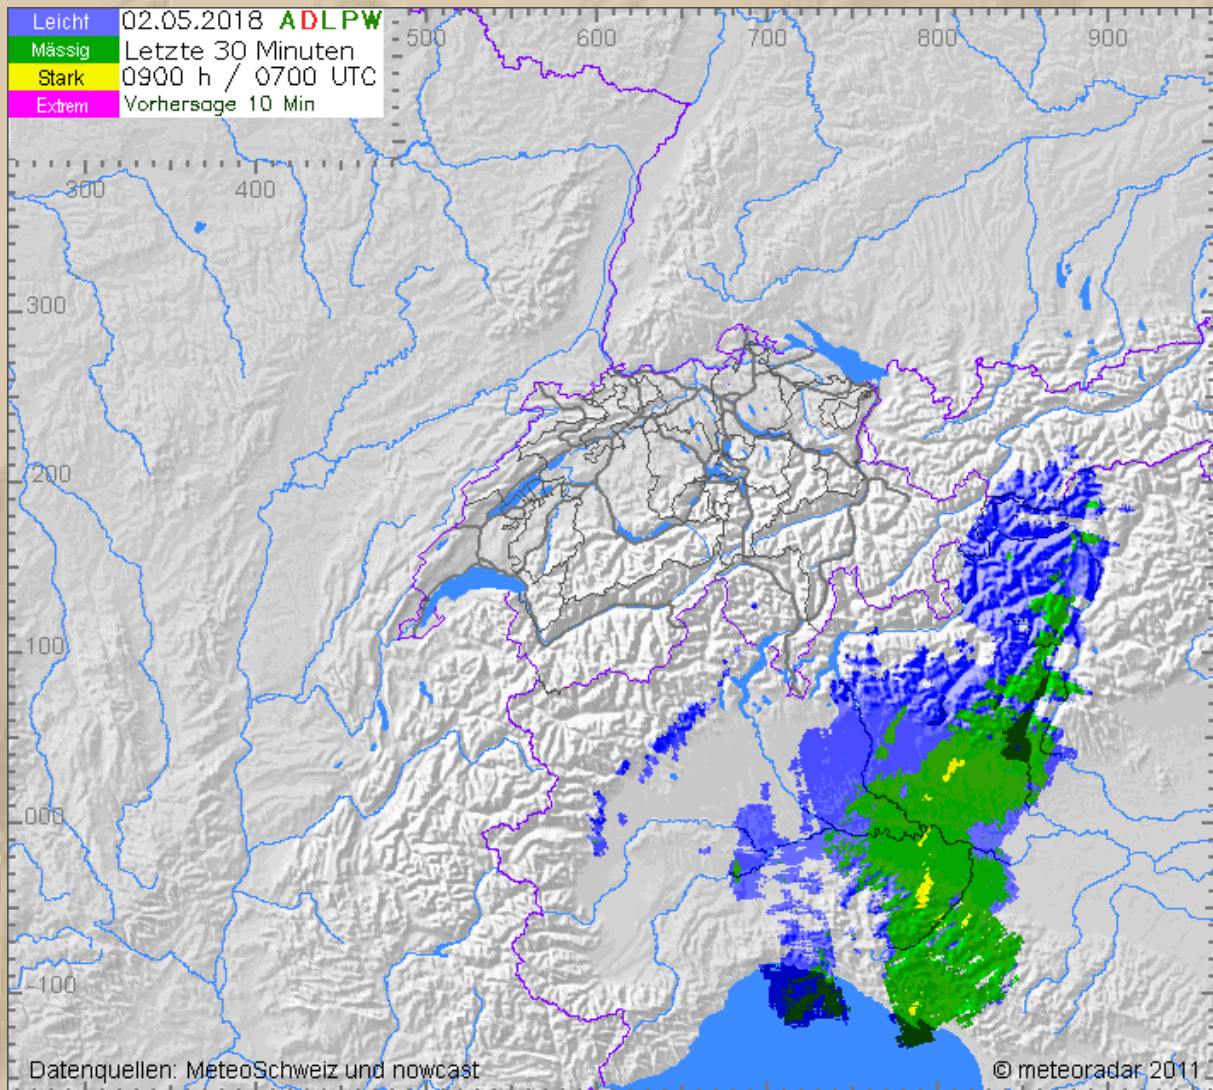 Leicht 02.05.2018 A D L P W
Mässig Letzte 30 Minuten
Stark 0900 h / 0700 UTC
Extrem Vorhersage 10 Min
500 600 700 800 900
300 400
300
200
100
000
-100
Datenquellen: MeteoSchweiz und nowcast © meteoradar 2011